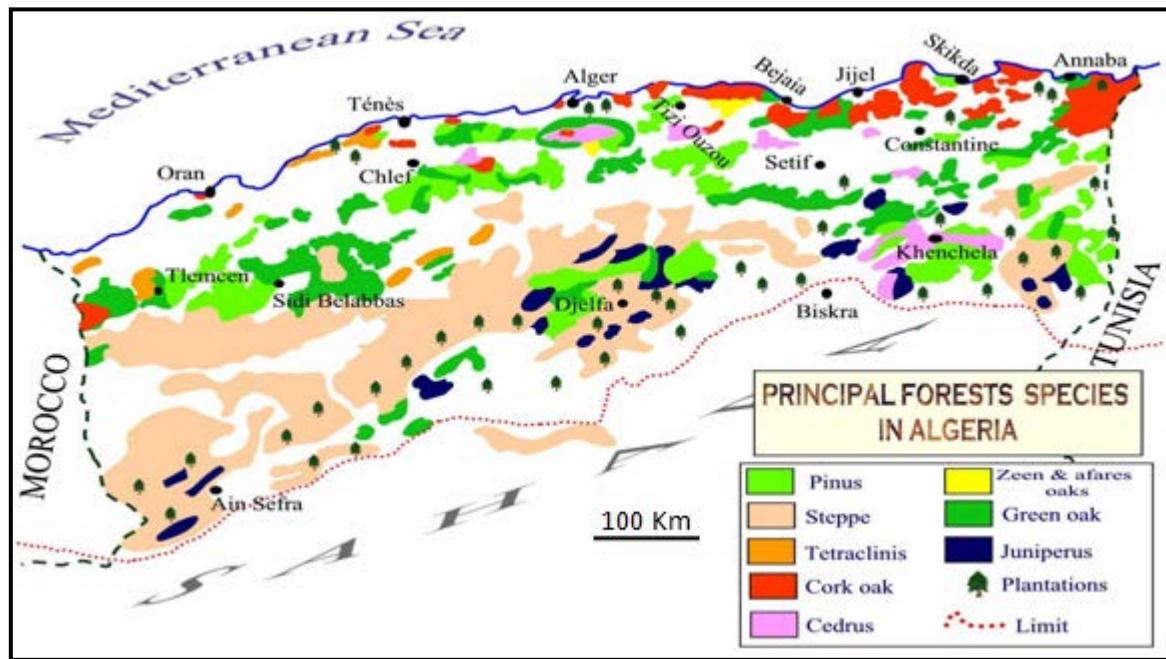 Mediterranean Sea
Skikda
Annaba
Jijel
Bejaia
Alger
Ténès
Tizi Ouzou
Constantine
Setif
Chlef
Oran
Khenchela
Tlemcen
Sidi Belabbas
Djelfa
Biskra
TUNISIA
MOROCCO
Ain Sefra
SAHARA
100 Km
PRINCIPAL FORESTS SPECIES
IN ALGERIA
Pinus
Steppe
Tetraclinis
Cork oak
Cedrus
Zeen & afares
oaks
Green oak
Juniperus
Plantations
Limit